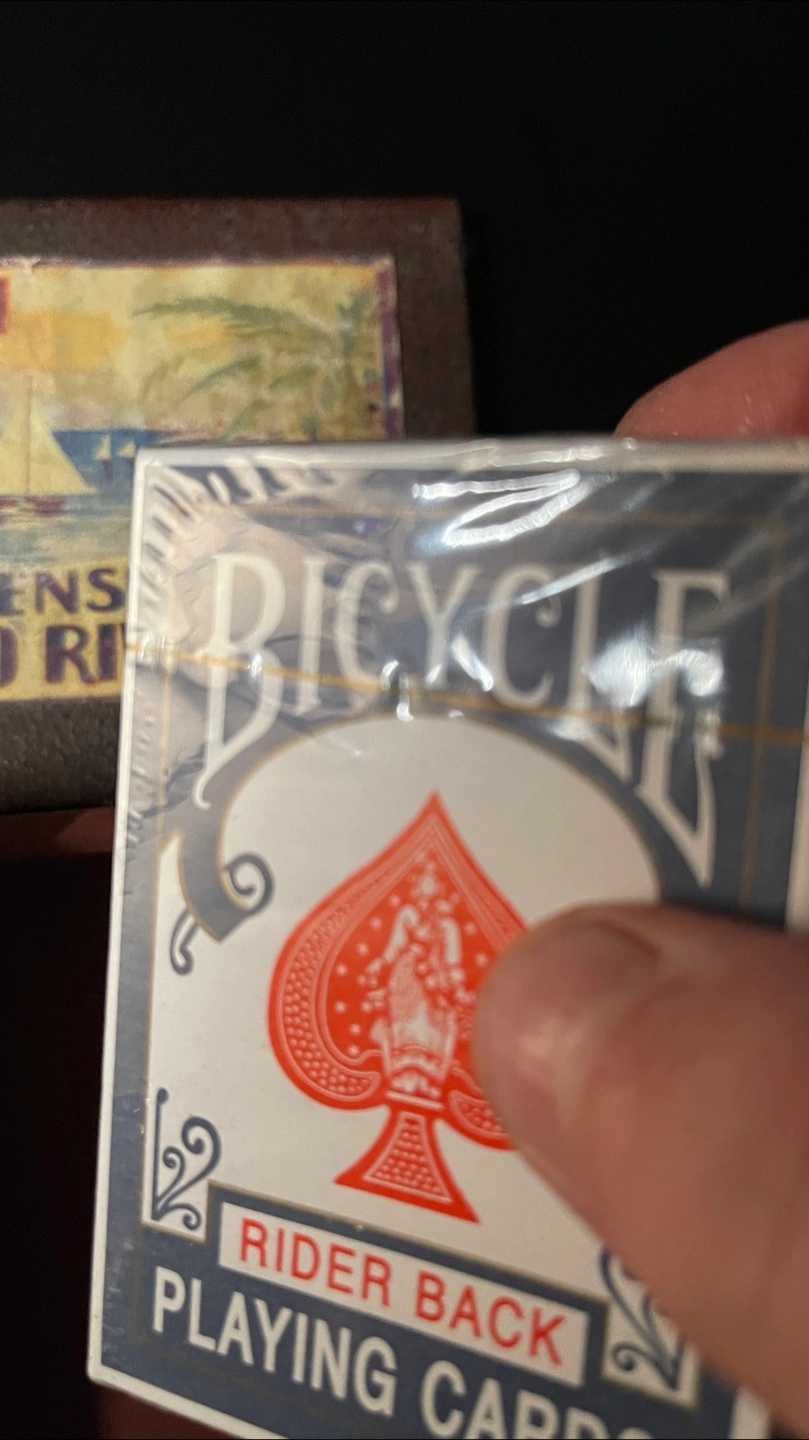 ENS
RI
BICYCLE
RIDER BACK
PLAYING CARDS